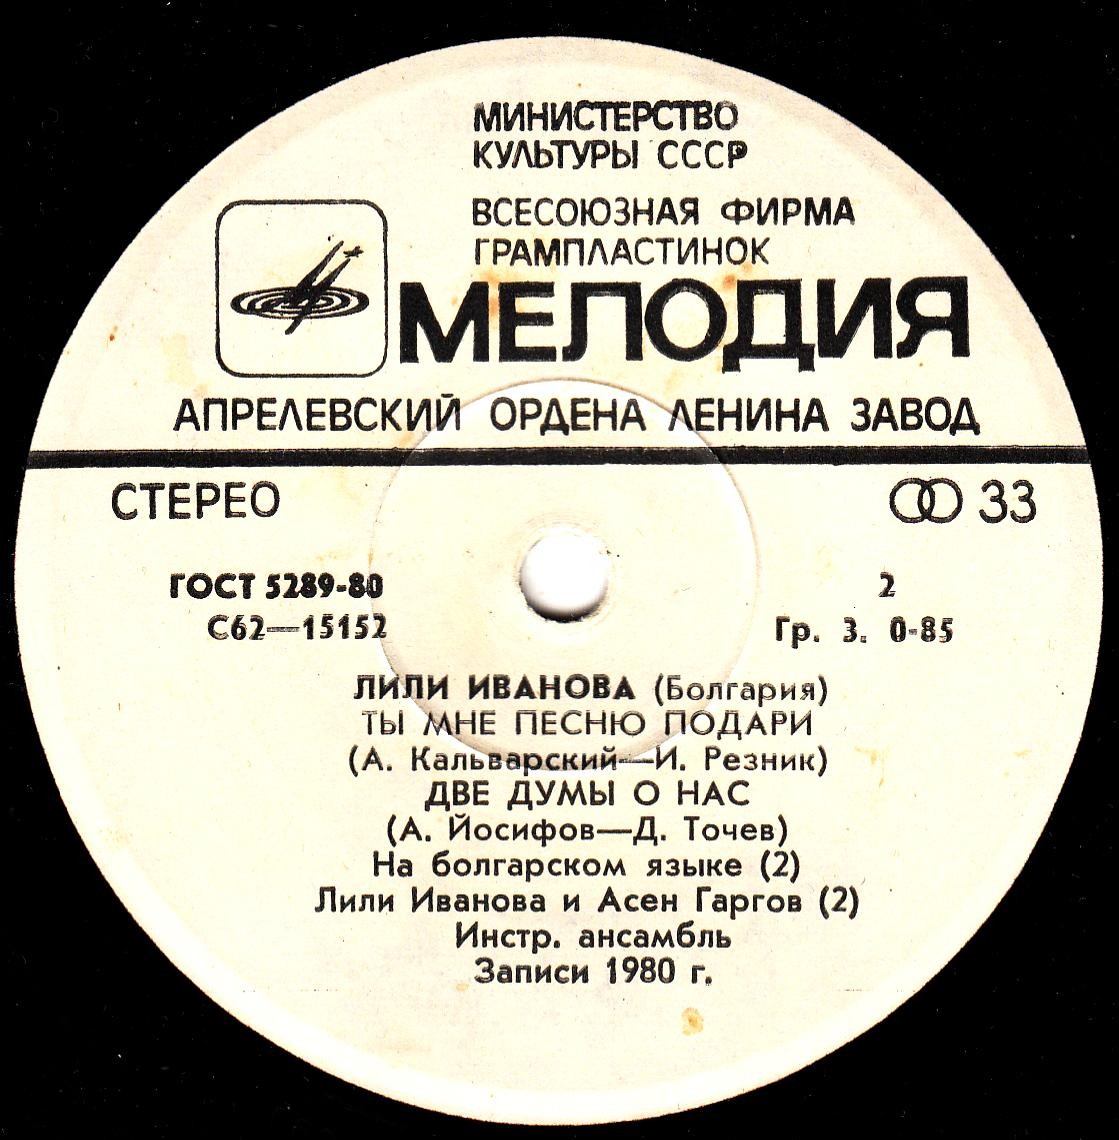 МИНИСТЕРСТВО
КУЛЬТУРЫ СССР
ВСЕСОЮЗНАЯ ФИРМА
ГРАМПЛАСТИНОК
МЕЛОДИЯ
АПРЕЛЕВСКИЙ ОРДЕНА ЛЕНИНА ЗАВОД
СТЕРЕО 33
ГОСТ 5289-80 2
С62—15152 Гр. 3. 0-85
ЛИЛИ ИВАНОВА (Болгария)
ТЫ МНЕ ПЕСНЮ ПОДАРИ
(А. Кальварский—И. Резник)
ДВЕ ДУМЫ О НАС
(А. Йосифов—Д. Точев)
На болгарском языке (2)
Лили Иванова и Асен Гаргов (2)
Инстр. ансамбль
Записи 1980 г.